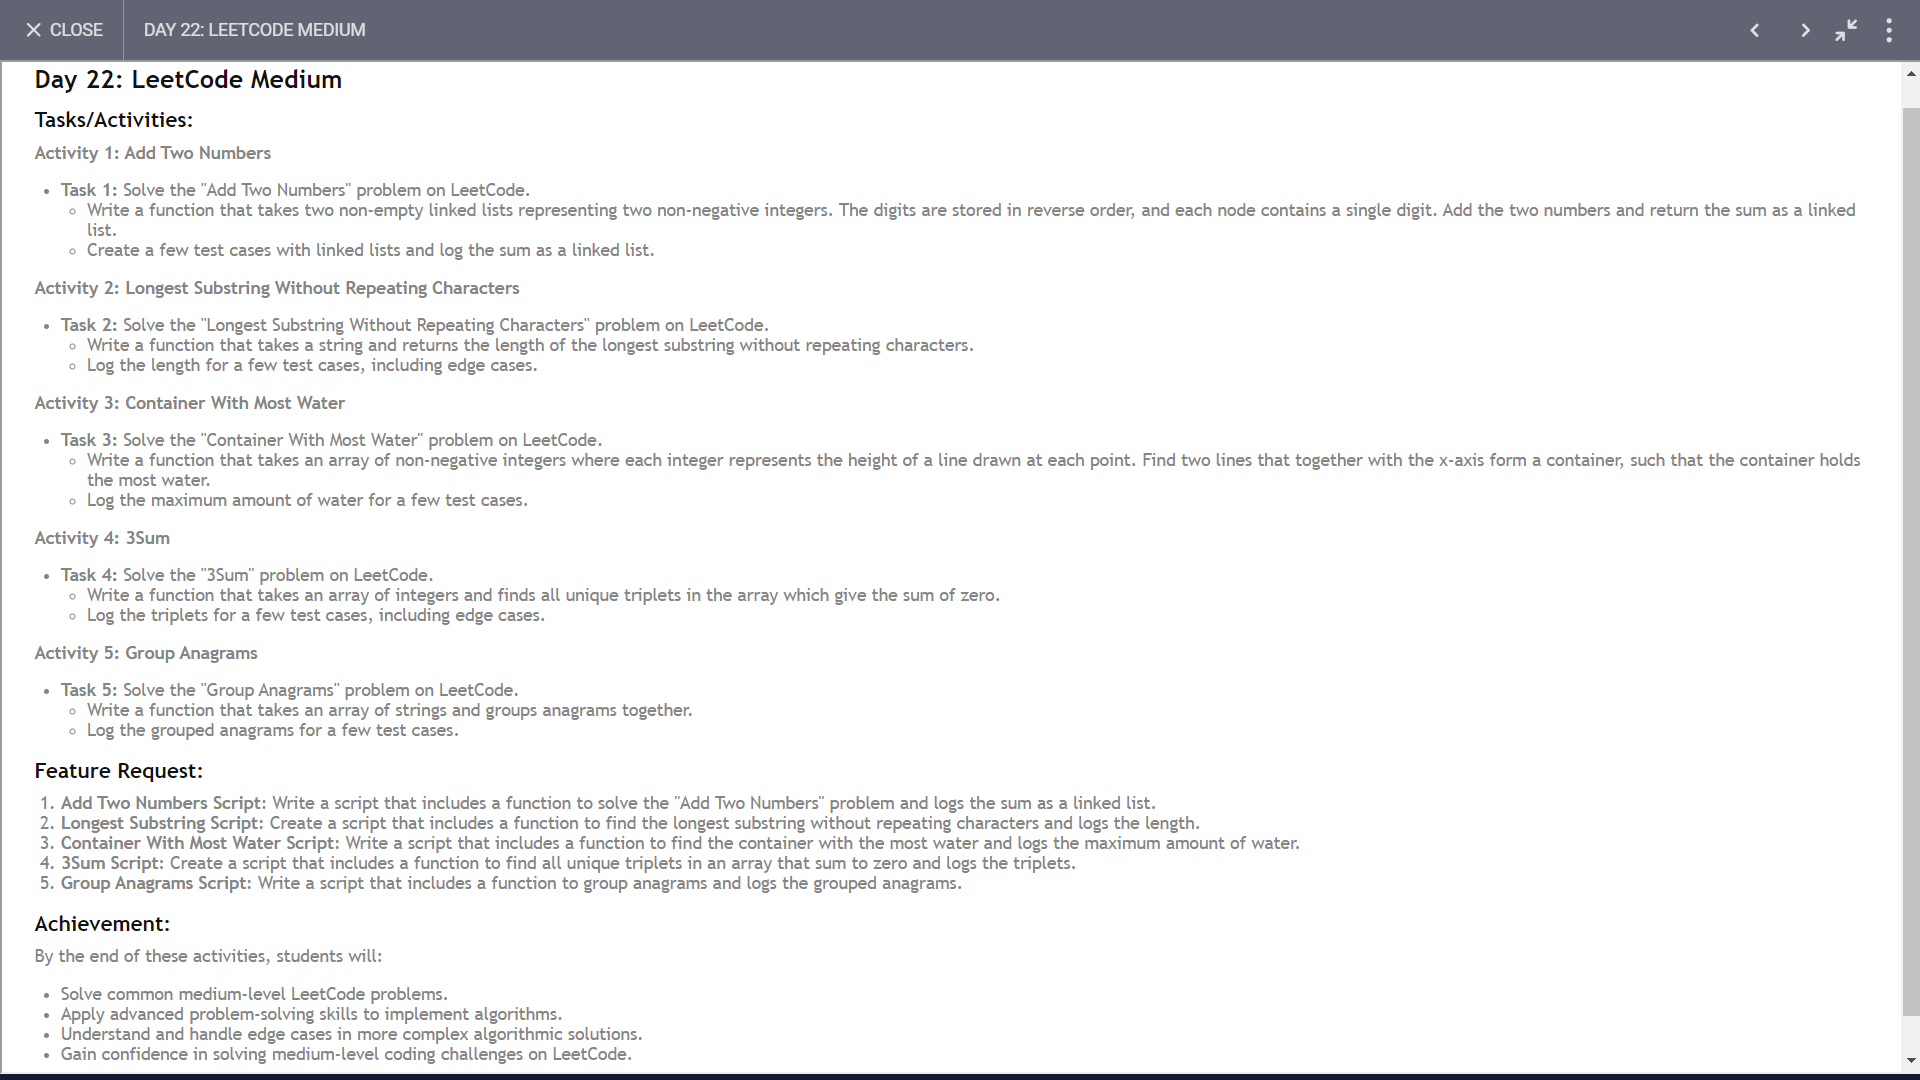 CLOSE
DAY 22: LEETCODE MEDIUM
Day 22: LeetCode Medium
Tasks/Activities:
Activity 1: Add Two Numbers
• Task 1: Solve the "Add Two Numbers" problem on LeetCode.
◦ Write a function that takes two non-empty linked lists representing two non-negative integers. The digits are stored in reverse order, and each node contains a single digit. Add the two numbers and return the sum as a linked
list.
◦ Create a few test cases with linked lists and log the sum as a linked list.
Activity 2: Longest Substring Without Repeating Characters
• Task 2: Solve the "Longest Substring Without Repeating Characters" problem on LeetCode.
◦ Write a function that takes a string and returns the length of the longest substring without repeating characters.
◦ Log the length for a few test cases, including edge cases.
Activity 3: Container With Most Water
• Task 3: Solve the "Container With Most Water" problem on LeetCode.
◦ Write a function that takes an array of non-negative integers where each integer represents the height of a line drawn at each point. Find two lines that together with the x-axis form a container, such that the container holds
the most water.
◦ Log the maximum amount of water for a few test cases.
Activity 4: 3Sum
• Task 4: Solve the "3Sum" problem on LeetCode.
◦ Write a function that takes an array of integers and finds all unique triplets in the array which give the sum of zero.
◦ Log the triplets for a few test cases, including edge cases.
Activity 5: Group Anagrams
• Task 5: Solve the "Group Anagrams" problem on LeetCode.
◦ Write a function that takes an array of strings and groups anagrams together.
◦ Log the grouped anagrams for a few test cases.
Feature Request:
1. Add Two Numbers Script: Write a script that includes a function to solve the "Add Two Numbers" problem and logs the sum as a linked list.
2. Longest Substring Script: Create a script that includes a function to find the longest substring without repeating characters and logs the length.
3. Container With Most Water Script: Write a script that includes a function to find the container with the most water and logs the maximum amount of water.
4. 3Sum Script: Create a script that includes a function to find all unique triplets in an array that sum to zero and logs the triplets.
5. Group Anagrams Script: Write a script that includes a function to group anagrams and logs the grouped anagrams.
Achievement:
By the end of these activities, students will:
• Solve common medium-level LeetCode problems.
• Apply advanced problem-solving skills to implement algorithms.
• Understand and handle edge cases in more complex algorithmic solutions.
• Gain confidence in solving medium-level coding challenges on LeetCode.